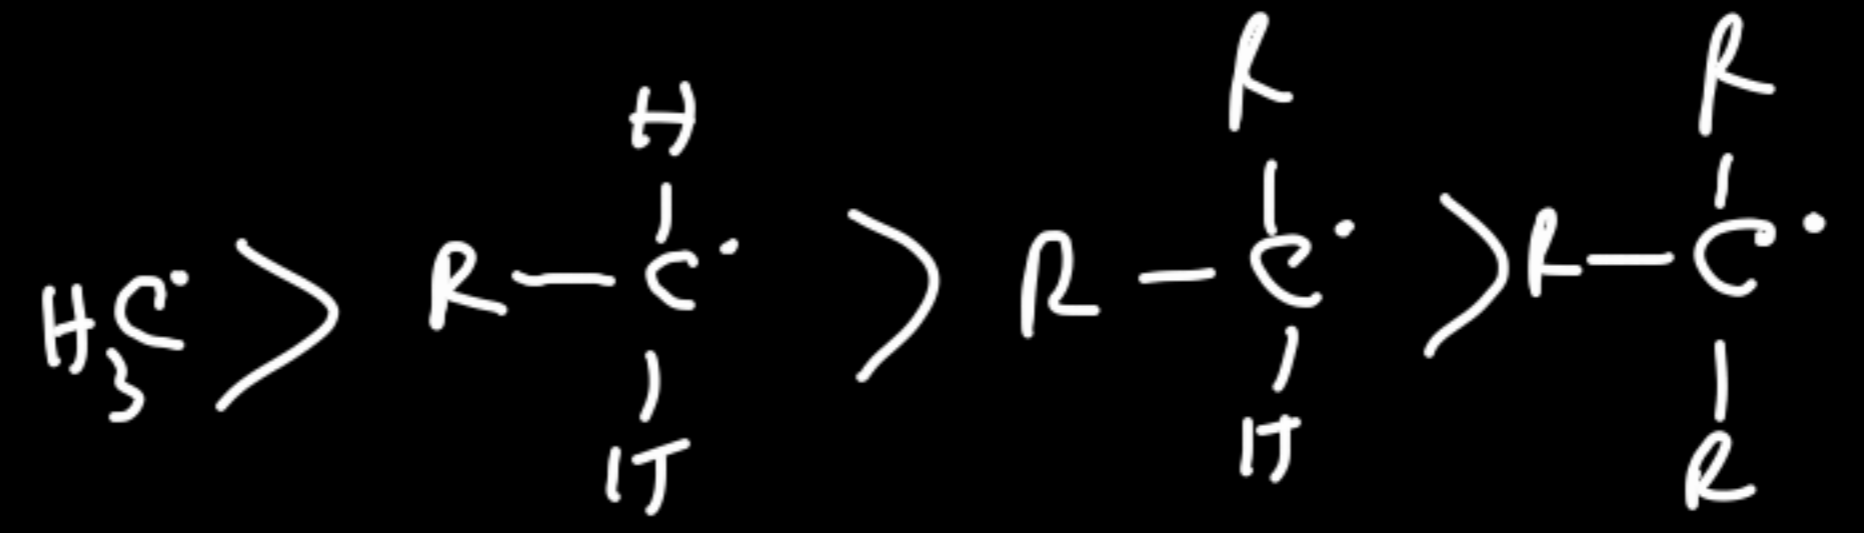 H₃C• > R–C•(H)(H) > R–C•(R)(H) > R–C•(R)(R)